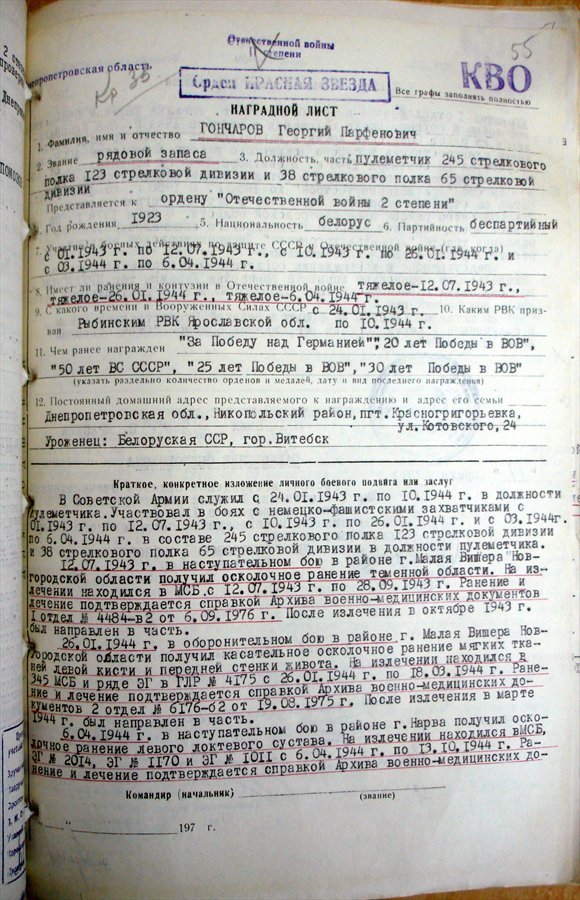 Отечественной войны
II степени
55
непропетровская область
Орден КРАСНАЯ ЗВЕЗДА
КВО
Все графы заполнять полностью
НАГРАДНОЙ ЛИСТ
1. Фамилия, имя и отчество ГОНЧАРОВ Георгий Парфенович
2. Звание рядовой запаса 3. Должность, часть пулеметчик 245 стрелкового
полка 123 стрелковой дивизии и 38 стрелкового полка 65 стрелковой
дивизии
Представляется к ордену "Отечественной войны 2 степени"
4. Год рождения 1923 5. Национальность белорус 6. Партийность беспартийный
7. Участие в боевых действиях по защите СССР и Отечественной войне (где, когда)
с 01.1943 г. по 12.07.1943 г., с 10.1943 г. по 26.01.1944 г. и
с 03.1944 г. по 6.04.1944 г.
8. Имеет ли ранения и контузии в Отечественной войне тяжелое-12.07.1943 г.,
тяжелое-26.01.1944 г., тяжелое-6.04.1944 г.
9. С какого времени в Вооруженных Силах СССР с 24.01.1943 г. 10. Каким РВК приз-
ван Рыбинским РВК Ярославской обл. по 10.1944 г.
11. Чем ранее награжден "За Победу над Германией", "20 лет Победы в ВОВ",
"50 лет ВС СССР", "25 лет Победы в ВОВ", "30 лет Победы в ВОВ"
(указать раздельно количество орденов и медалей, дату и вид последнего награждения)
12. Постоянный домашний адрес представляемого к награждению и адрес его семьи
Днепропетровская обл., Никопольский район, пгт. Красногригорьевка,
ул. Котовского, 24
Уроженец: Белоруская ССР, гор. Витебск
Краткое, конкретное изложение личного боевого подвига или заслуг
В Советской Армии служил с 24.01.1943 г. по 10.1944 г. в должности
пулеметчика. Участвовал в боях с немецко-фашистскими захватчиками с
01.1943 г. по 12.07.1943 г., с 10.1943 г. по 26.01.1944 г. и с 03.1944г.
по 6.04.1944 г. в составе 245 стрелкового полка 123 стрелковой дивизии
и 38 стрелкового полка 65 стрелковой дивизии в должности пулеметчика.
12.07.1943 г. в наступательном бою в районе г. Малая Вишера Нов-
городской области получил осколочное ранение теменной области. На из-
лечении находился в МСБ с 12.07.1943 г. по 28.09.1943 г. Ранение и
лечение подтверждается справкой Архива военно-медицинских документов
1 отдел № 4484-в2 от 6.09.1976 г. После излечения в октябре 1943 г.
был направлен в часть.
26.01.1944 г. в оборонительном бою в районе г. Малая Вишера Нов-
городской области получил касательное осколочное ранение мягких тка-
ней левой кисти и передней стенки живота. На излечении находился в
345 МСБ и ряде ЭГ в ТПГ № 4175 с 26.01.1944 г. по 18.03.1944 г. Ране-
ние и лечение подтверждается справкой Архива военно-медицинских до-
кументов 2 отдел № 6176-62 от 19.08.1975 г. После излечения в марте
1944 г. был направлен в часть.
6.04.1944 г. в наступательном бою в районе г. Нарва получил оско-
лочное ранение левого локтевого сустава. На излечении находился в МСБ,
ЭГ № 2014, ЭГ № 1170 и ЭГ № 1011 с 6.04.1944 г. по 13.10.1944 г. Ра-
нение и лечение подтверждается справкой Архива военно-медицинских до-
Командир (начальник)
(звание)
197 г.